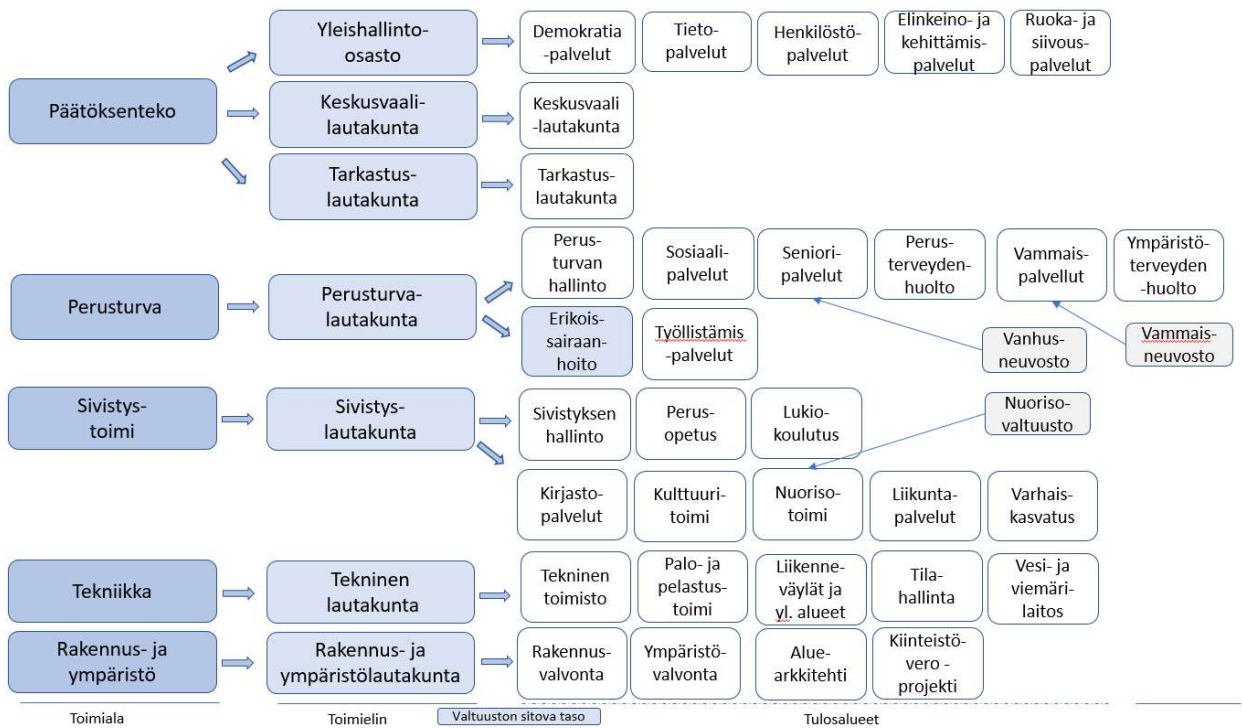 Yleishallinto-
osasto
Demokratia
-palvelut
Tieto-
palvelut
Henkilöstö-
palvelut
Elinkeino- ja
kehittämis-
palvelut
Ruoka- ja
siivous-
palvelut
Päätöksenteko
Keskusvaali-
lautakunta
Keskusvaali
-lautakunta
Tarkastus-
lautakunta
Tarkastus-
lautakunta
Perusturva
Perusturva-
lautakunta
Perus-
turvan
hallinto
Sosiaali-
palvelut
Seniori-
palvelut
Perus-
terveyden-
huolto
Vammais-
palvellut
Ympäristö-
terveyden
-huolto
Erikois-
sairaan-
hoito
Työllistämis
-palvelut
Vanhus-
neuvosto
Vammais-
neuvosto
Sivistys-
toimi
Sivistys-
lautakunta
Sivistyksen
hallinto
Perus-
opetus
Lukio-
koulutus
Nuoriso-
valtuusto
Kirjasto-
palvelut
Kulttuuri-
toimi
Nuoriso-
toimi
Liikunta-
palvelut
Varhais-
kasvatus
Tekniikka
Tekninen
lautakunta
Tekninen
toimisto
Palo- ja
pelastus-
toimi
Liikenne-
väylät ja
yl. alueet
Tila-
hallinta
Vesi- ja
viemäri-
laitos
Rakennus- ja
ympäristö
Rakennus- ja
ympäristölautakunta
Rakennus-
valvonta
Ympäristö-
valvonta
Alue-
arkkitehti
Kiinteistö-
vero -
projekti
Toimiala
Toimielin
Valtuuston sitova taso
Tulosalueet